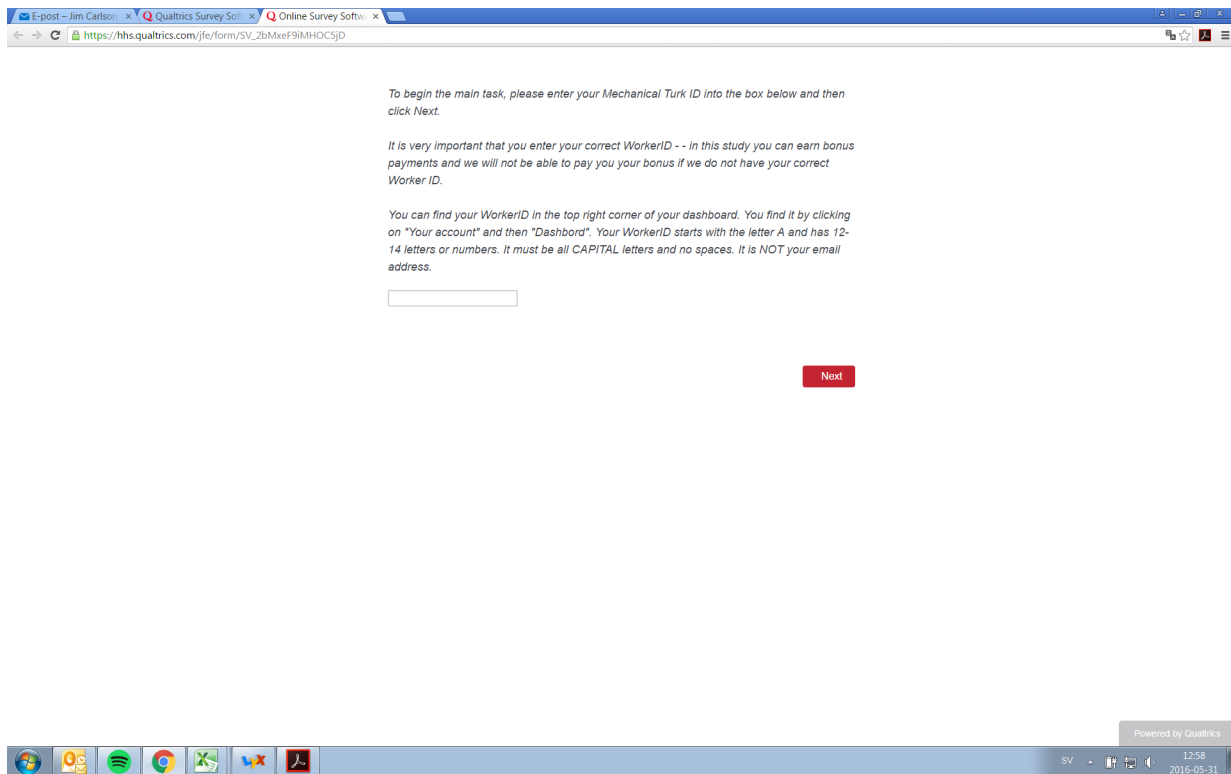 E-post – Jim Carlson
Qualtrics Survey Soft
Online Survey Softw
https://hhs.qualtrics.com/jfe/form/SV_2bMxeF9iMHOC5jD
To begin the main task, please enter your Mechanical Turk ID into the box below and then
click Next.
It is very important that you enter your correct WorkerID - - in this study you can earn bonus
payments and we will not be able to pay you your bonus if we do not have your correct
Worker ID.
You can find your WorkerID in the top right corner of your dashboard. You find it by clicking
on "Your account" and then "Dashbord". Your WorkerID starts with the letter A and has 12-
14 letters or numbers. It must be all CAPITAL letters and no spaces. It is NOT your email
address.
Next
Powered by Qualtrics
SV
12:58
2016-05-31